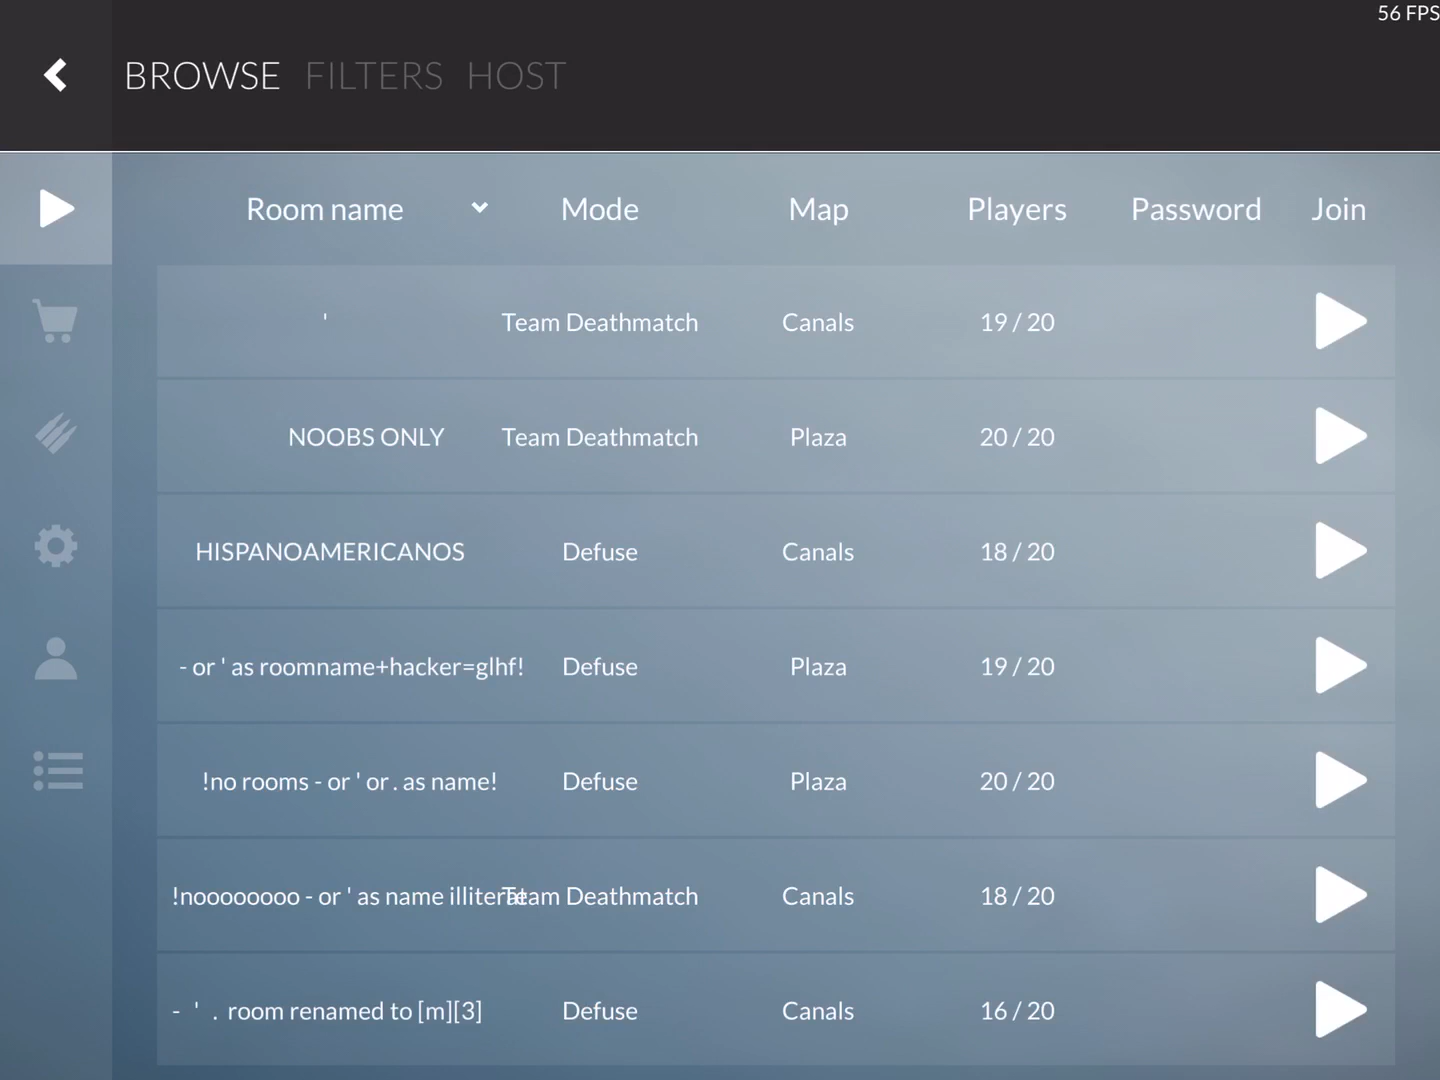 56 FPS
BROWSE FILTERS HOST
Room name Mode Map Players Password Join
' Team Deathmatch Canals 19 / 20
NOOBS ONLY Team Deathmatch Plaza 20 / 20
HISPANOAMERICANOS Defuse Canals 18 / 20
- or ' as roomname+hacker=glhf! Defuse Plaza 19 / 20
!no rooms - or ' or . as name! Defuse Plaza 20 / 20
!noooooooo - or ' as name illiterat Team Deathmatch Canals 18 / 20
- ' . room renamed to [m][3] Defuse Canals 16 / 20